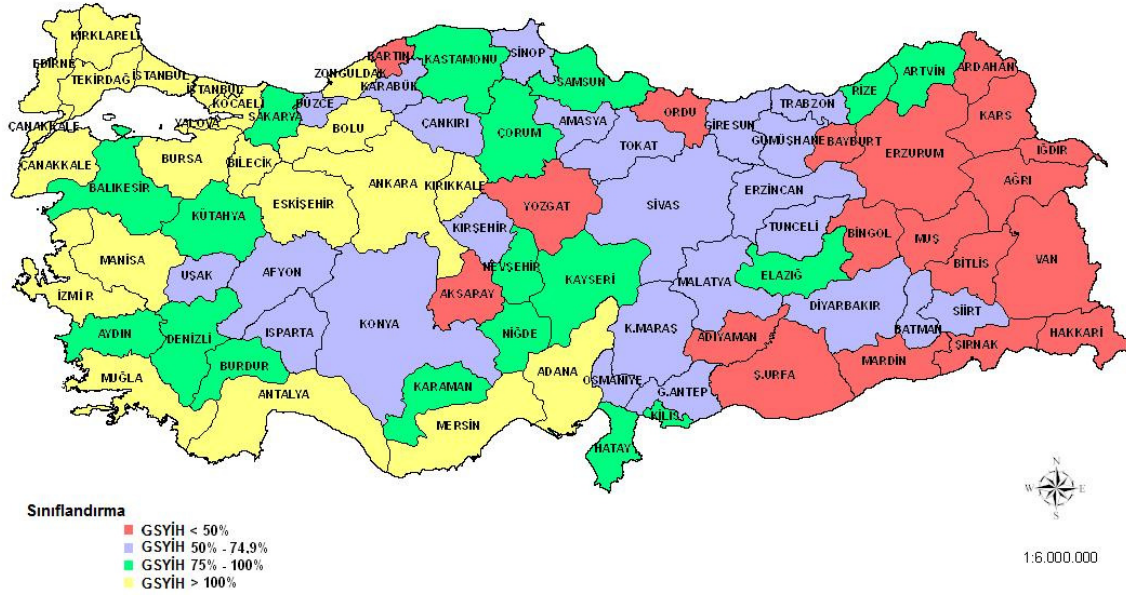 KIRKLARELİ
EDİRNE
TEKİRDAĞ
İSTANBUL
İSTANBUL
KOCAELİ
YALOVA
SAKARYA
DÜZCE
ZONGULDAK
BARTIN
KARABÜK
KASTAMONU
SİNOP
SAMSUN
ORDU
GİRESUN
TRABZON
RİZE
ARTVİN
ARDAHAN
KARS
IĞDIR
AĞRI
ERZURUM
BAYBURT
GÜMÜŞHANE
ÇANAKKALE
ÇANAKKALE
BALIKESİR
BURSA
BİLECİK
BOLU
ÇANKIRI
ÇORUM
AMASYA
TOKAT
SİVAS
ERZİNCAN
TUNCELİ
BİNGOL
MUŞ
BİTLİS
VAN
KÜTAHYA
ESKİŞEHİR
ANKARA
KIRIKKALE
YOZGAT
KIRŞEHİR
NEVŞEHİR
KAYSERİ
MALATYA
ELAZIĞ
DİYARBAKIR
BATMAN
SİİRT
HAKKARİ
ŞIRNAK
MARDİN
MANİSA
İZMİR
UŞAK
AFYON
AYDIN
DENİZLİ
ISPARTA
BURDUR
KONYA
AKSARAY
NİĞDE
K.MARAŞ
ADIYAMAN
Ş.URFA
MUĞLA
ANTALYA
KARAMAN
MERSİN
ADANA
OSMANİYE
G.ANTEP
KİLİS
HATAY
N
W
E
S
1:6.000.000
Sınıflandırma
GSYİH < 50%
GSYİH 50% - 74.9%
GSYİH 75% - 100%
GSYİH > 100%